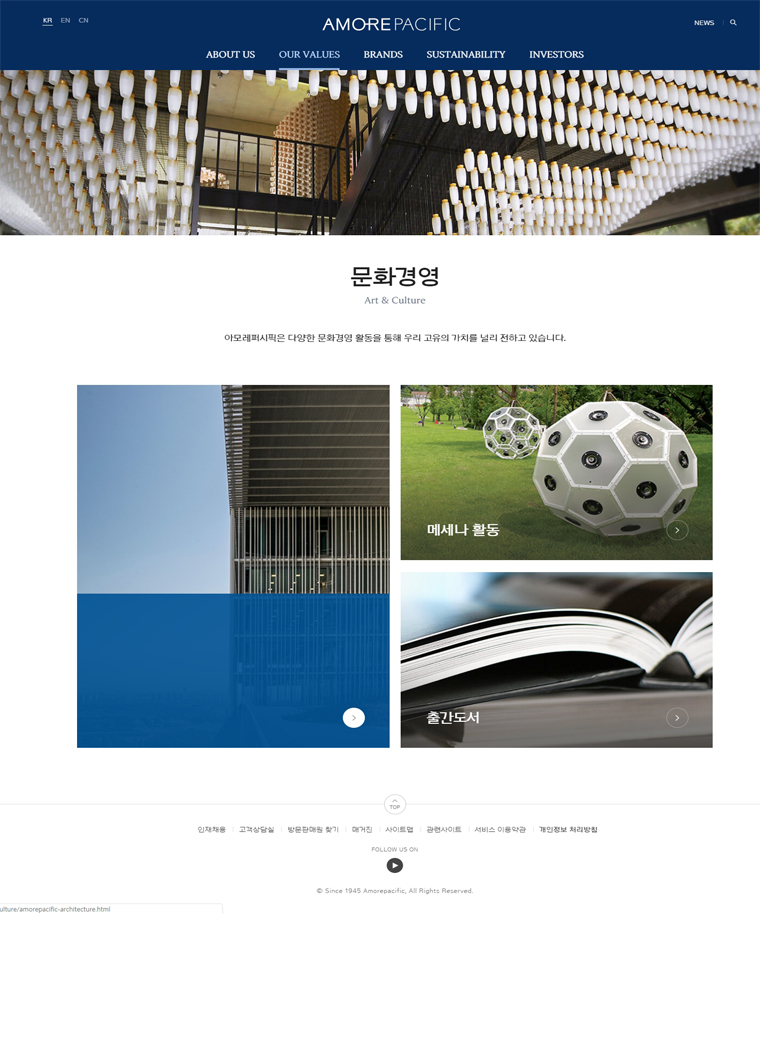 KR EN CN
AMOREPACIFIC
NEWS
ABOUT US OUR VALUES BRANDS SUSTAINABILITY INVESTORS
문화경영
Art & Culture
아모레퍼시픽은 다양한 문화경영 활동을 통해 우리 고유의 가치를 널리 전하고 있습니다.
메세나 활동
출간도서
TOP
인재채용 고객상담실 방문판매원 찾기 매거진 사이트맵 관련사이트 서비스 이용약관 개인정보 처리방침
FOLLOW US ON
© Since 1945 Amorepacific, All Rights Reserved.
ulture/amorepacific-architecture.html